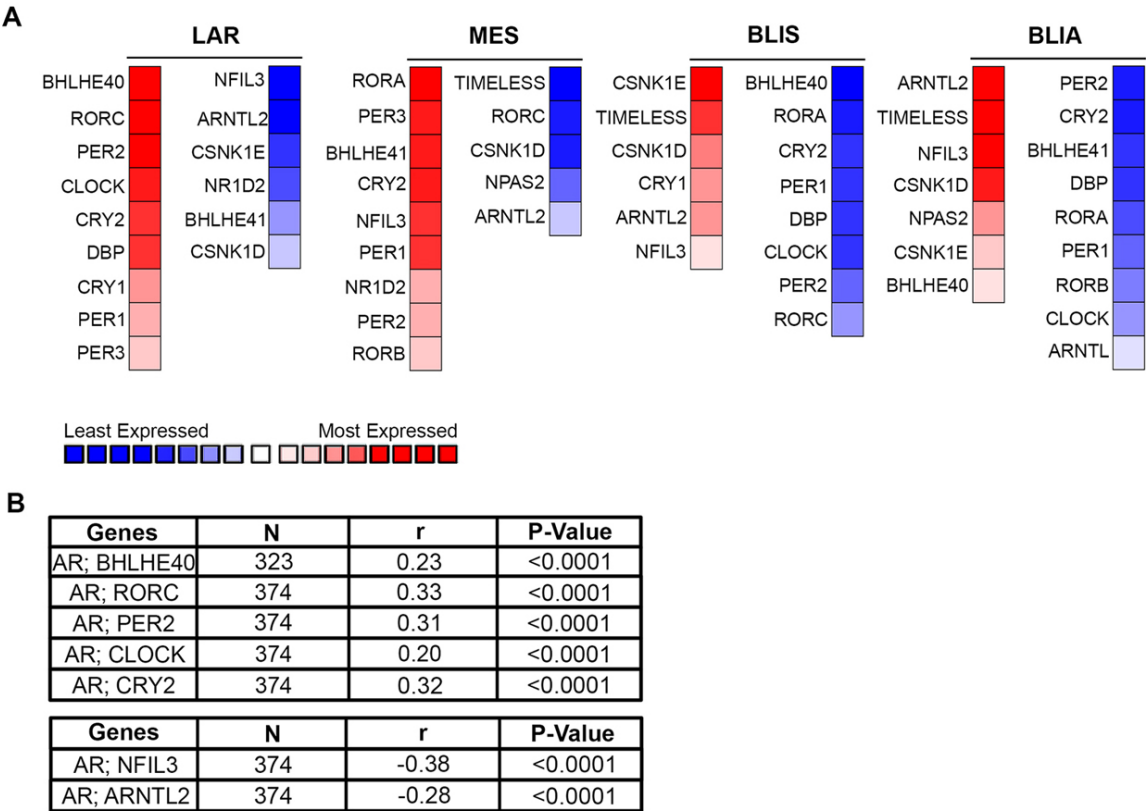 A
LAR MES BLIS BLIA
BHLHE40 NFIL3 RORA TIMELESS CSNK1E BHLHE40 ARNTL2 PER2
RORC ARNTL2 PER3 RORC TIMELESS RORA TIMELESS CRY2
PER2 CSNK1E BHLHE41 CSNK1D CSNK1D CRY2 NFIL3 BHLHE41
CLOCK NR1D2 CRY2 NPAS2 CRY1 PER1 CSNK1D DBP
CRY2 BHLHE41 NFIL3 ARNTL2 ARNTL2 DBP NPAS2 RORA
DBP CSNK1D PER1 NFIL3 CLOCK CSNK1E PER1
CRY1 NR1D2 PER2 BHLHE40 RORB
PER1 PER2 RORC CLOCK
PER3 RORB ARNTL
Least Expressed Most Expressed
B
Genes N r P-Value
AR; BHLHE40 323 0.23 <0.0001
AR; RORC 374 0.33 <0.0001
AR; PER2 374 0.31 <0.0001
AR; CLOCK 374 0.20 <0.0001
AR; CRY2 374 0.32 <0.0001
Genes N r P-Value
AR; NFIL3 374 -0.38 <0.0001
AR; ARNTL2 374 -0.28 <0.0001